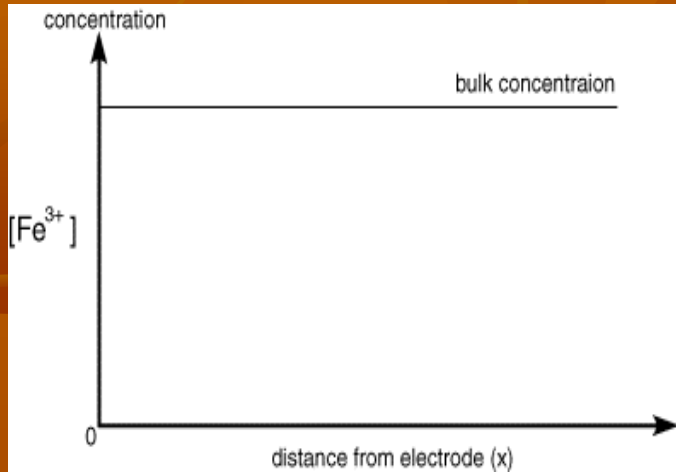 concentration
bulk concentraion
[Fe³⁺]
0
distance from electrode (x)